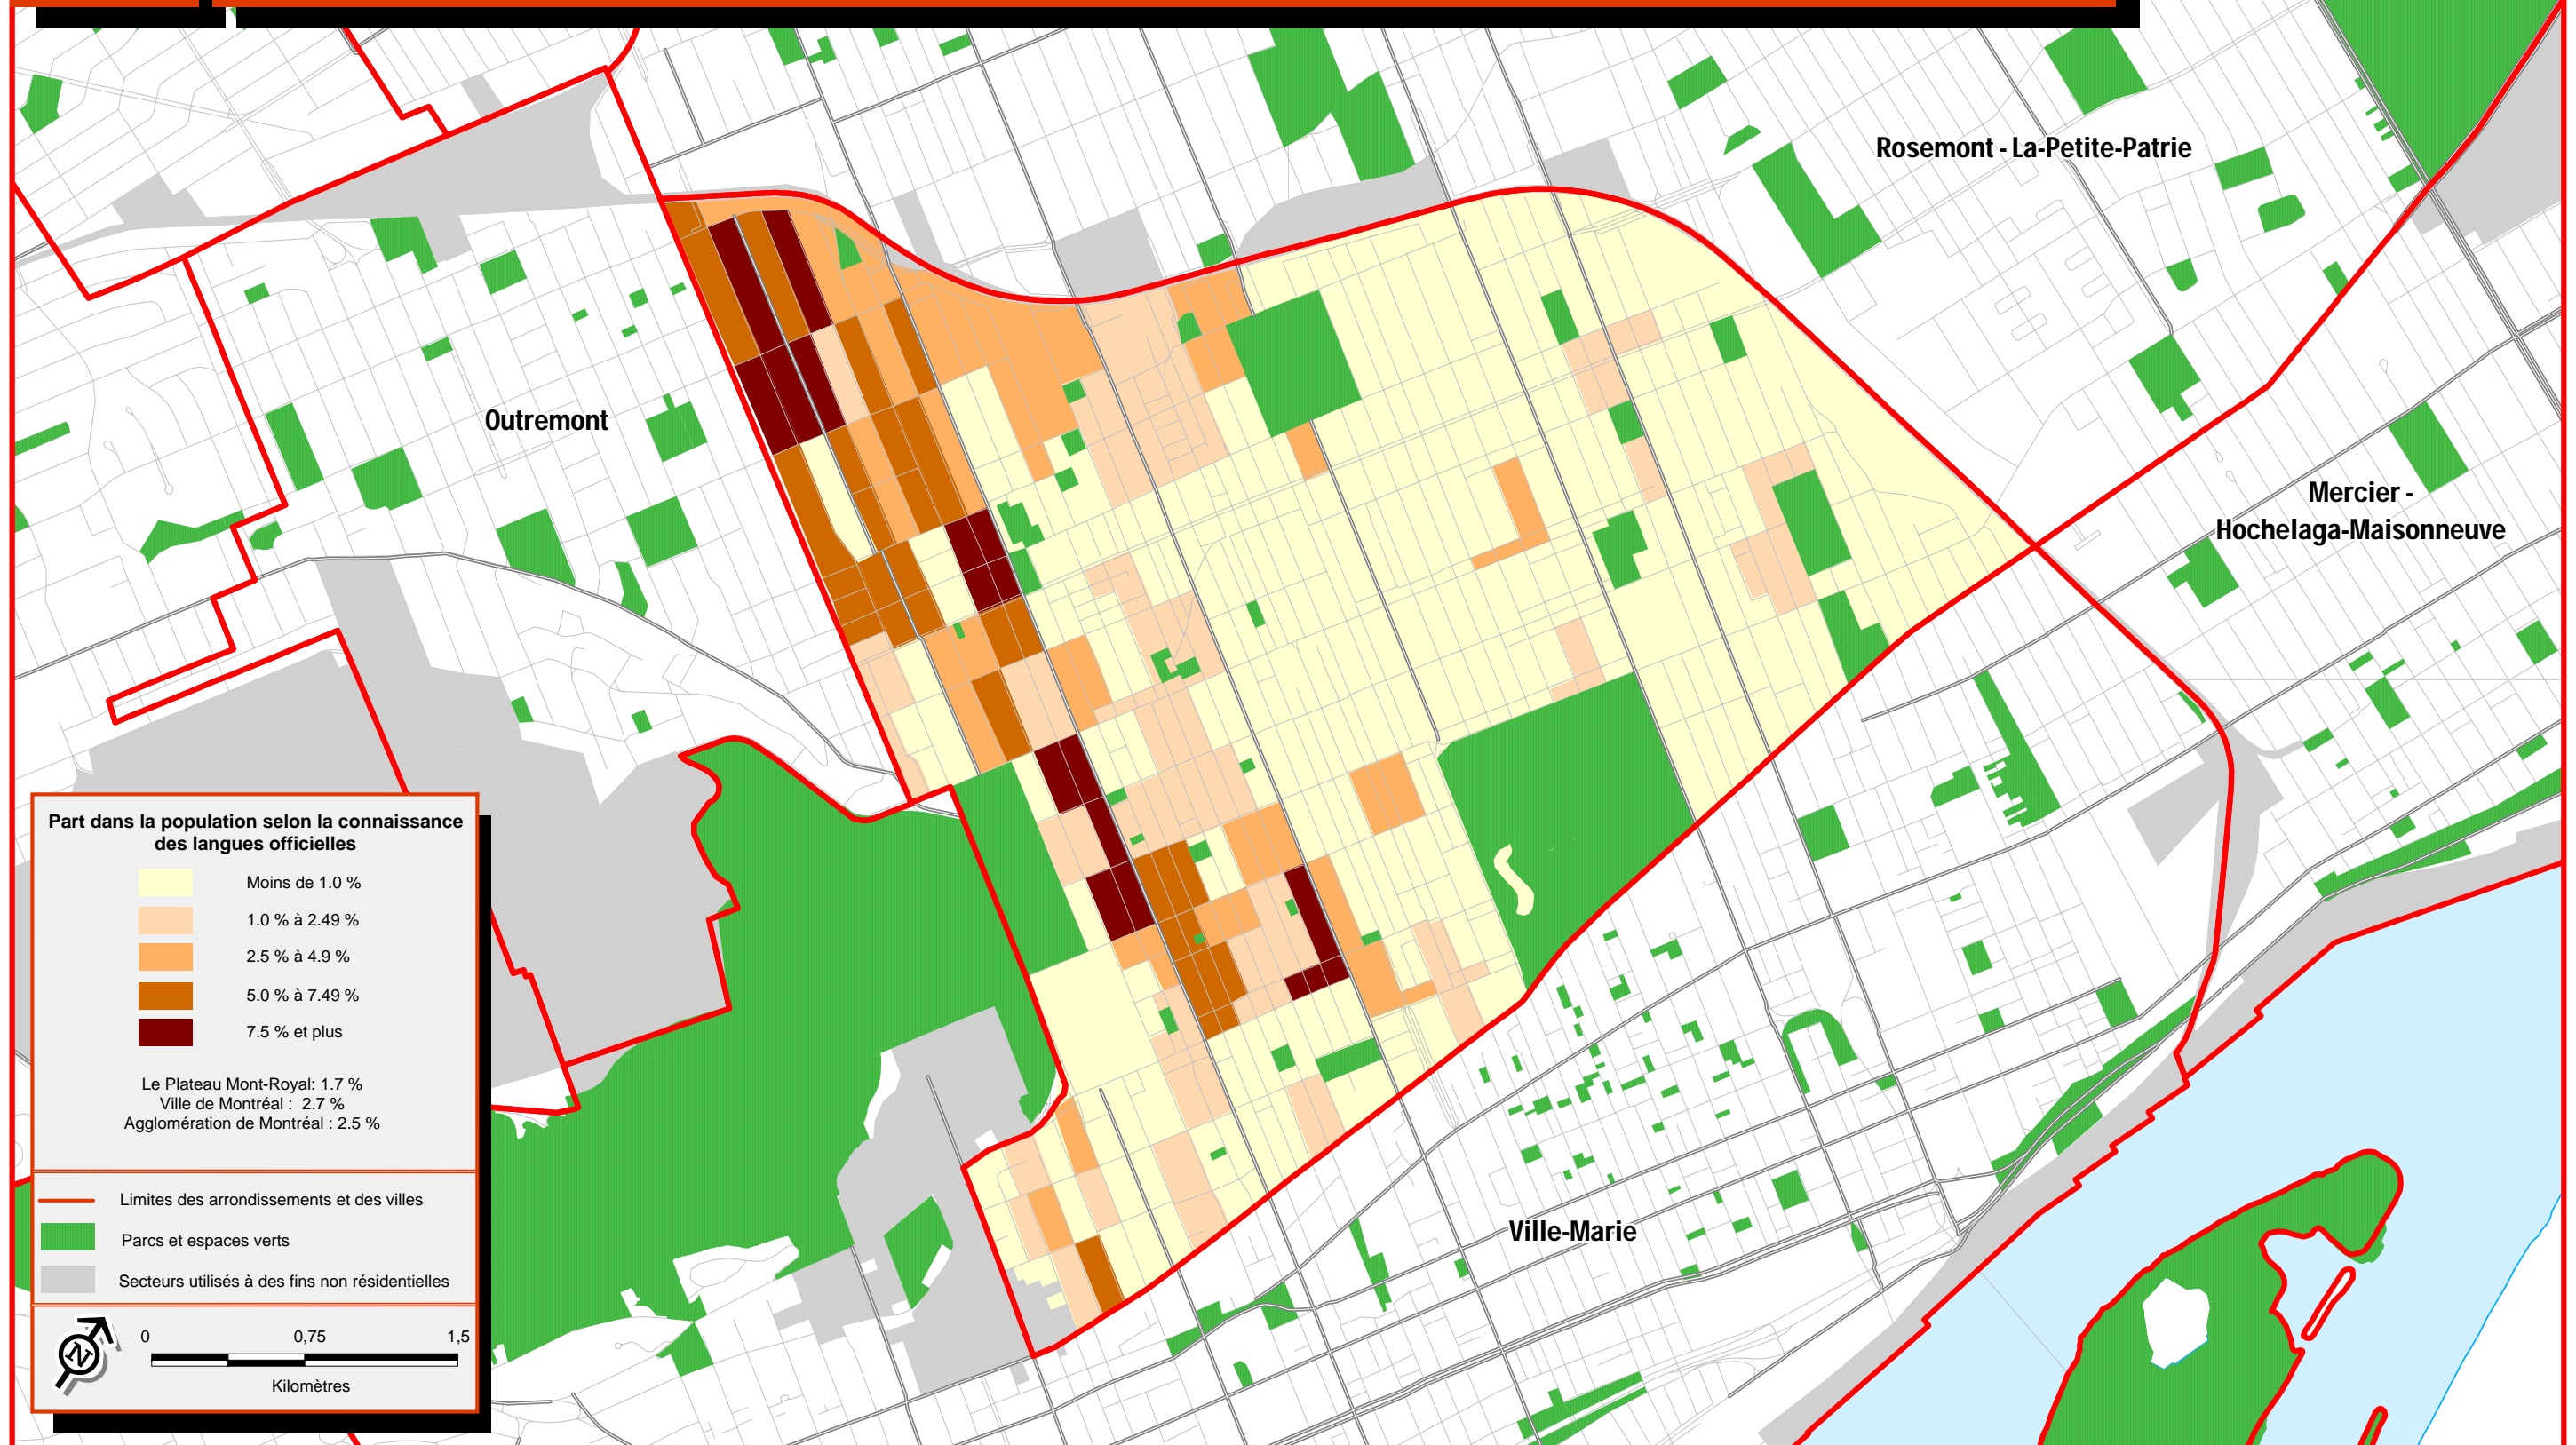 Rosemont - La-Petite-Patrie
Outremont
Mercier -
Hochelaga-Maisonneuve
Part dans la population selon la connaissance
des langues officielles
Moins de 1.0 %
1.0 % à 2.49 %
2.5 % à 4.9 %
5.0 % à 7.49 %
7.5 % et plus
Le Plateau Mont-Royal: 1.7 %
Ville de Montréal : 2.7 %
Agglomération de Montréal : 2.5 %
Limites des arrondissements et des villes
Parcs et espaces verts
Secteurs utilisés à des fins non résidentielles
Ville-Marie
N
0 0,75 1,5
Kilomètres